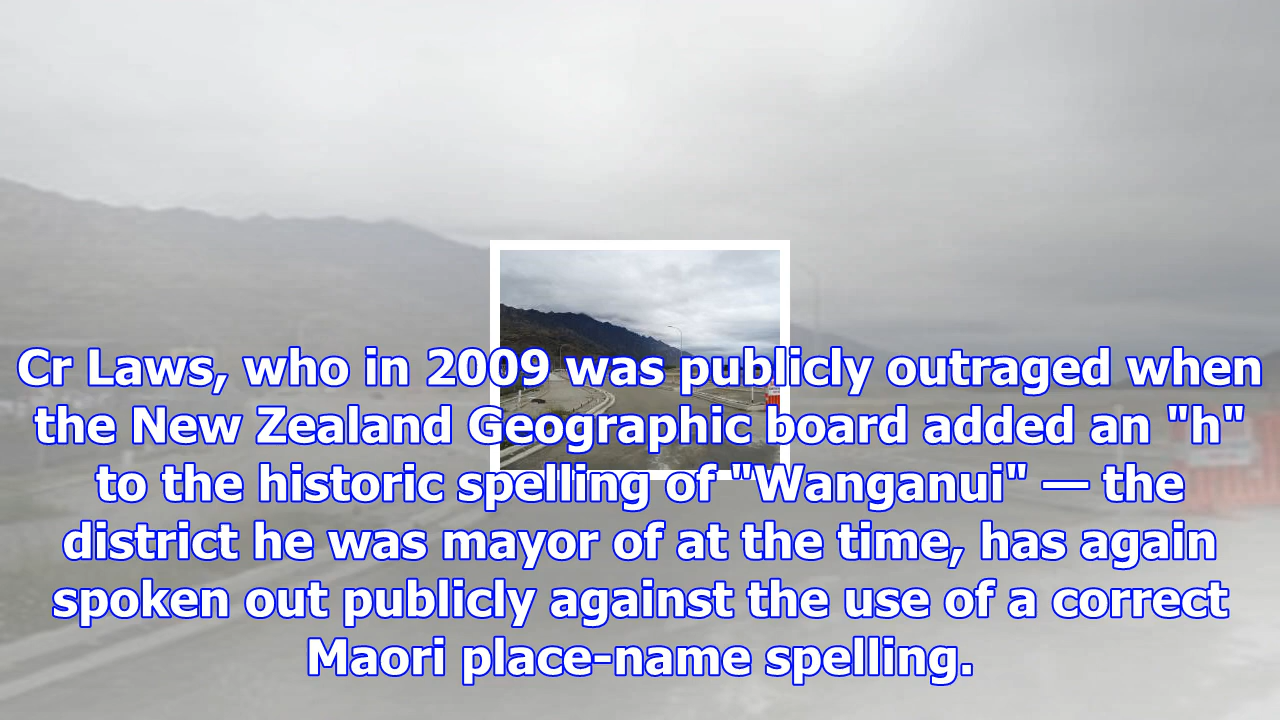 Cr Laws, who in 2009 was publicly outraged when
the New Zealand Geographic board added an "h"
to the historic spelling of "Wanganui" — the
district he was mayor of at the time, has again
spoken out publicly against the use of a correct
Maori place-name spelling.